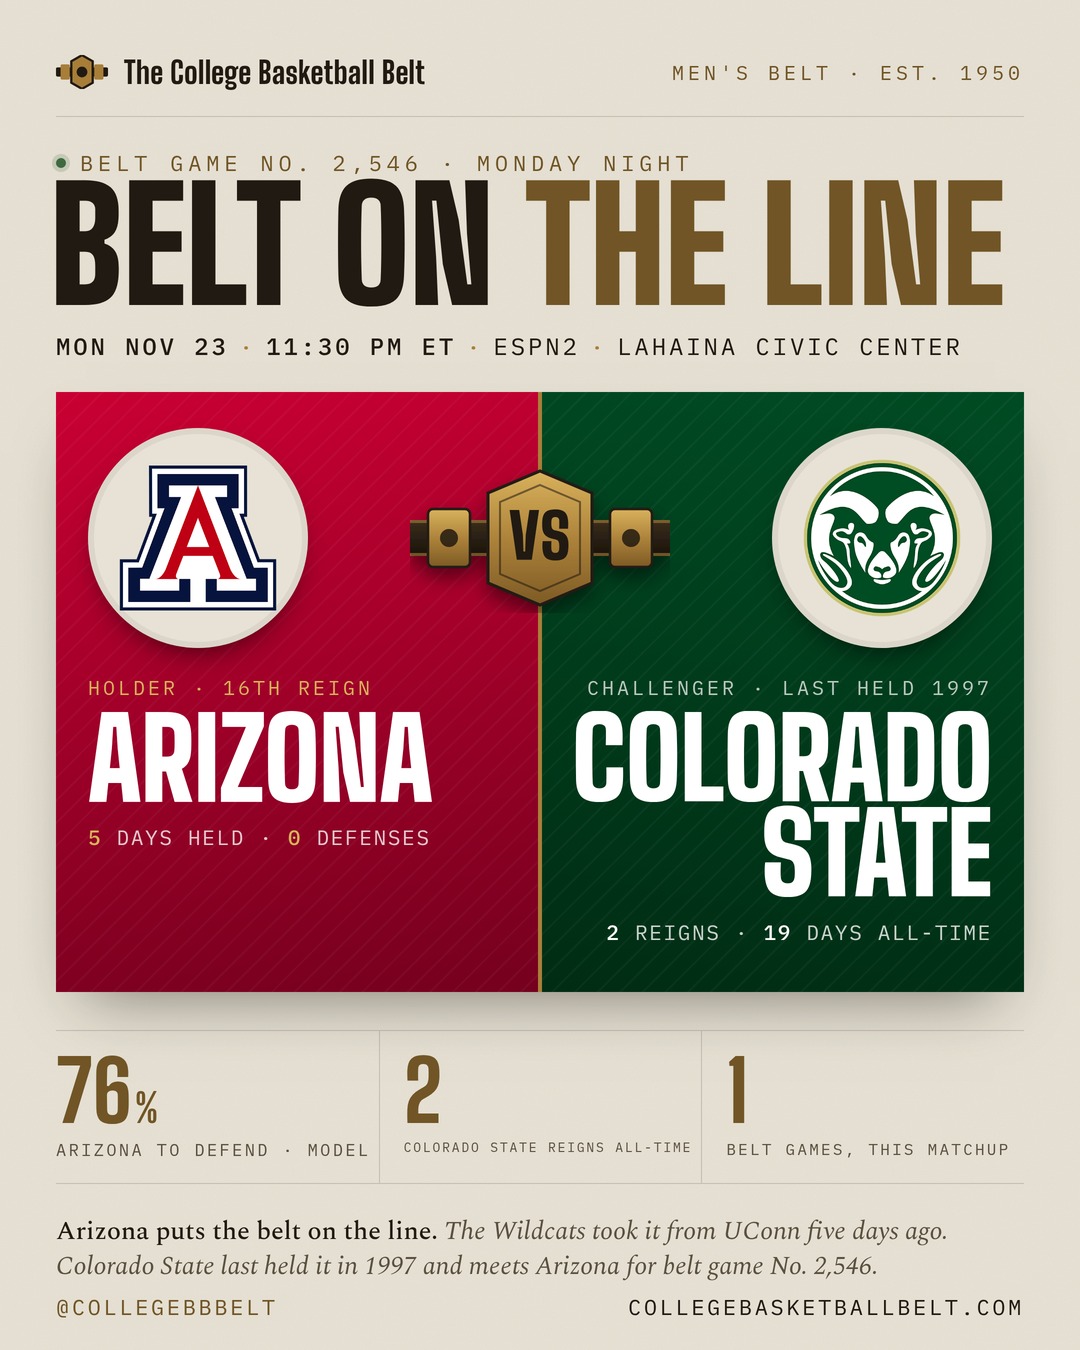 The College Basketball Belt
MEN'S BELT · EST. 1950
BELT GAME NO. 2,546 · MONDAY NIGHT
BELT ON THE LINE
MON NOV 23 · 11:30 PM ET · ESPN2 · LAHAINA CIVIC CENTER
A
VS
HOLDER · 16TH REIGN
ARIZONA
5 DAYS HELD · 0 DEFENSES
CHALLENGER · LAST HELD 1997
COLORADO
STATE
2 REIGNS · 19 DAYS ALL-TIME
76%
ARIZONA TO DEFEND · MODEL
2
COLORADO STATE REIGNS ALL-TIME
1
BELT GAMES, THIS MATCHUP
Arizona puts the belt on the line. The Wildcats took it from UConn five days ago.
Colorado State last held it in 1997 and meets Arizona for belt game No. 2,546.
@COLLEGEBBBELT
COLLEGEBASKETBALLBELT.COM